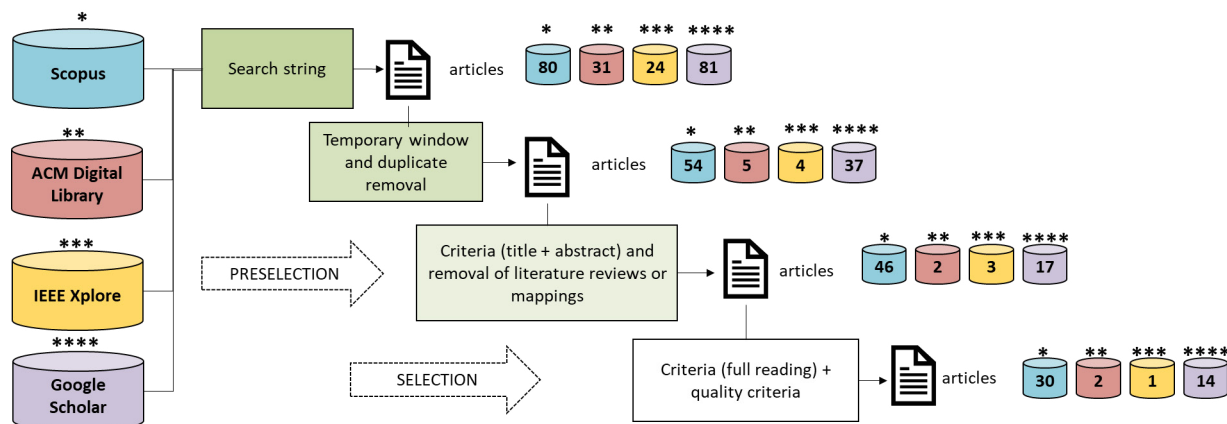 *
Scopus
**
ACM Digital
Library
***
IEEE Xplore
****
Google
Scholar
Search string
articles
* ** *** ****
80 31 24 81
Temporary window
and duplicate
removal
articles
* ** *** ****
54 5 4 37
PRESELECTION
Criteria (title + abstract) and
removal of literature reviews or
mappings
articles
* ** *** ****
46 2 3 17
SELECTION
Criteria (full reading) +
quality criteria
articles
* ** *** ****
30 2 1 14